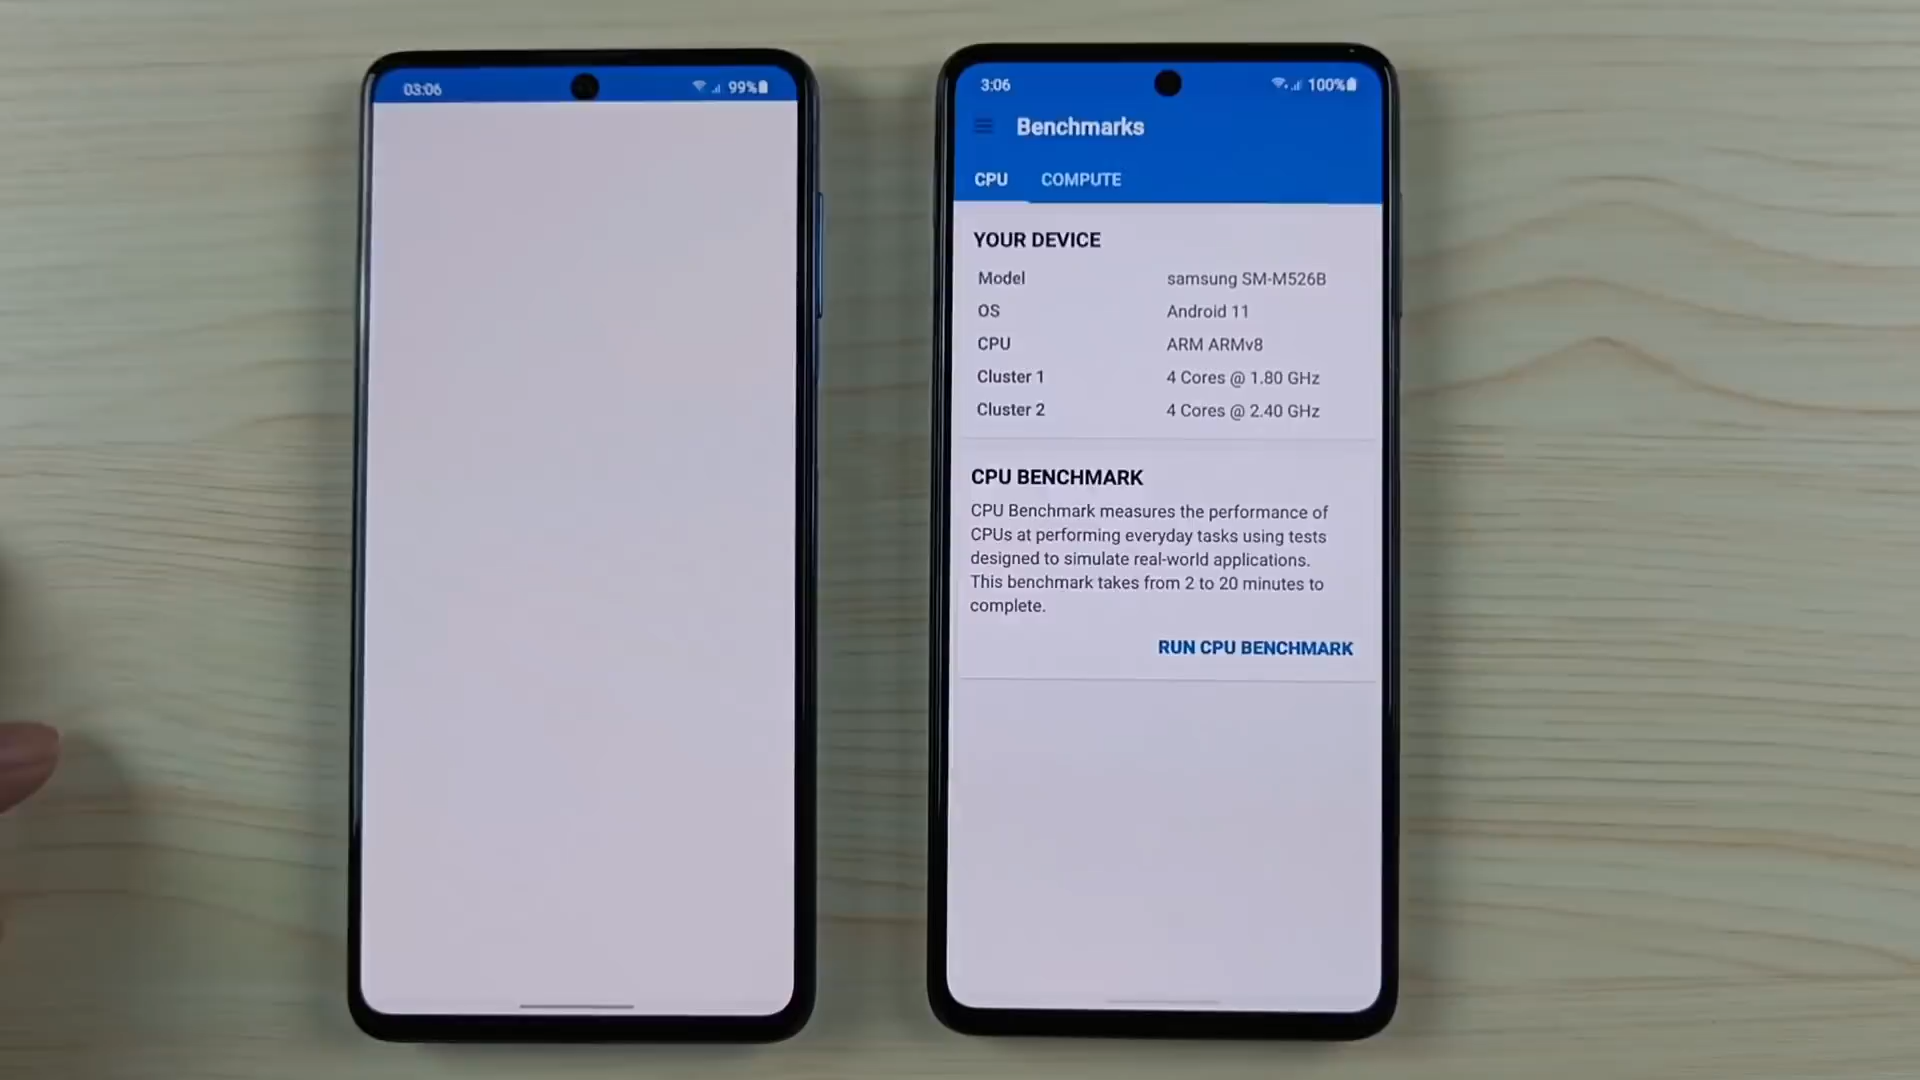 03:06
99%
3:06
100%
Benchmarks
CPU COMPUTE
YOUR DEVICE
Model samsung SM-M526B
OS Android 11
CPU ARM ARMv8
Cluster 1 4 Cores @ 1.80 GHz
Cluster 2 4 Cores @ 2.40 GHz
CPU BENCHMARK
CPU Benchmark measures the performance of
CPUs at performing everyday tasks using tests
designed to simulate real-world applications.
This benchmark takes from 2 to 20 minutes to
complete.
RUN CPU BENCHMARK